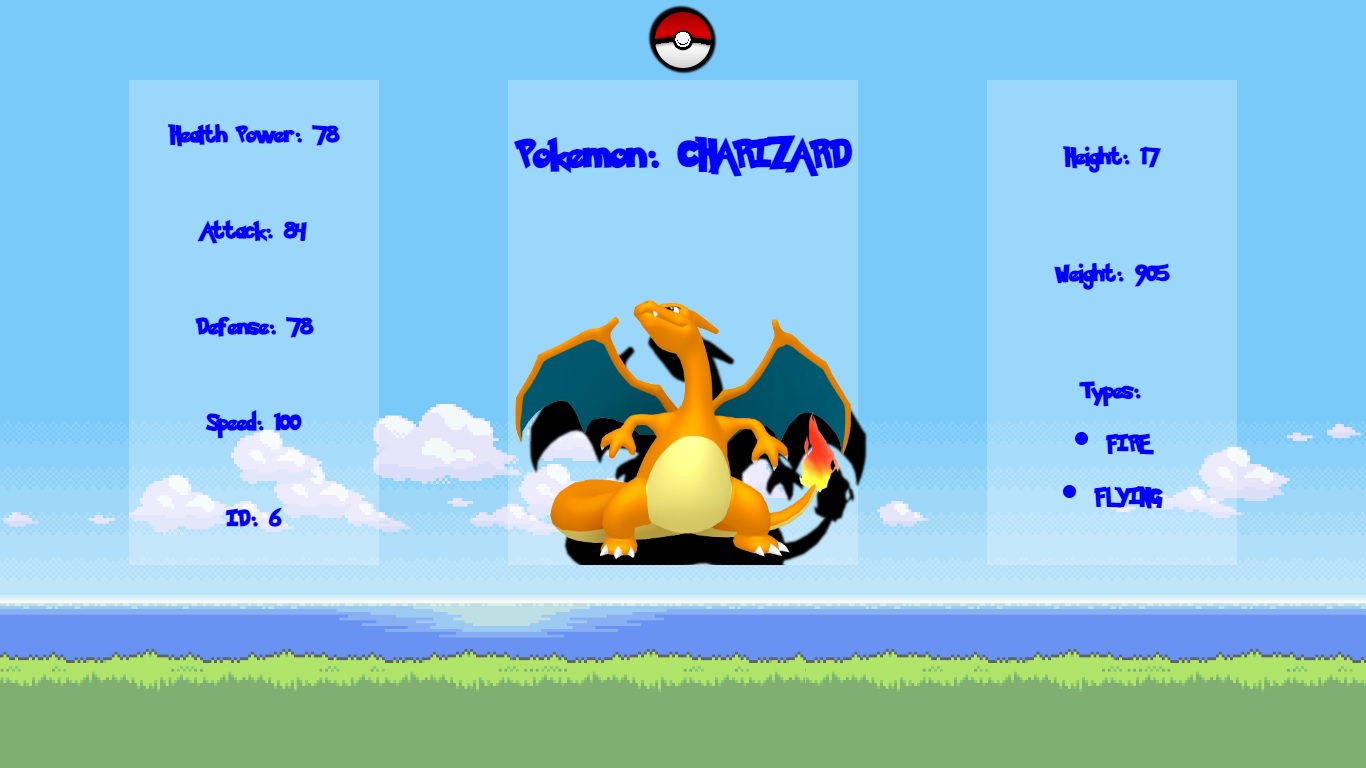 Health Power: 78
Attack: 84
Defense: 78
Speed: 100
ID: 6
Pokemon: CHARIZARD
Height: 17
Weight: 905
Types:
FIRE
FLYING